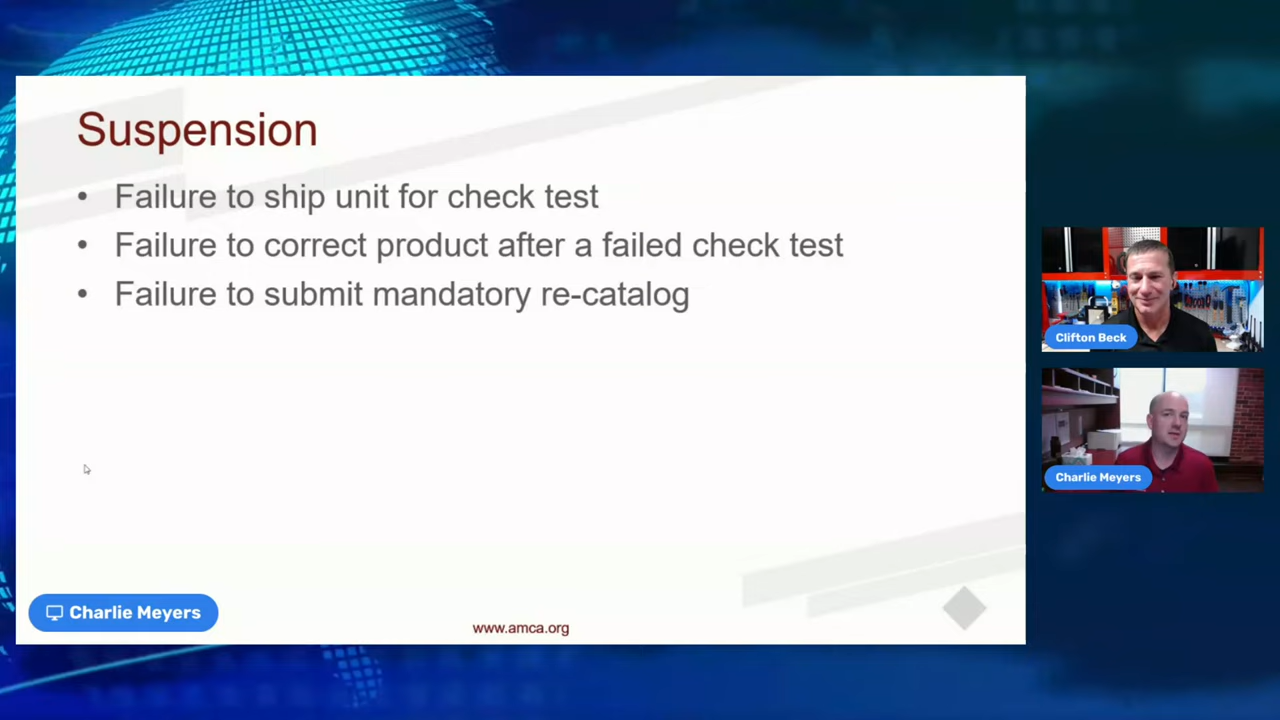 Suspension
• Failure to ship unit for check test
• Failure to correct product after a failed check test
• Failure to submit mandatory re-catalog
Clifton Beck
Charlie Meyers
Charlie Meyers
www.amca.org